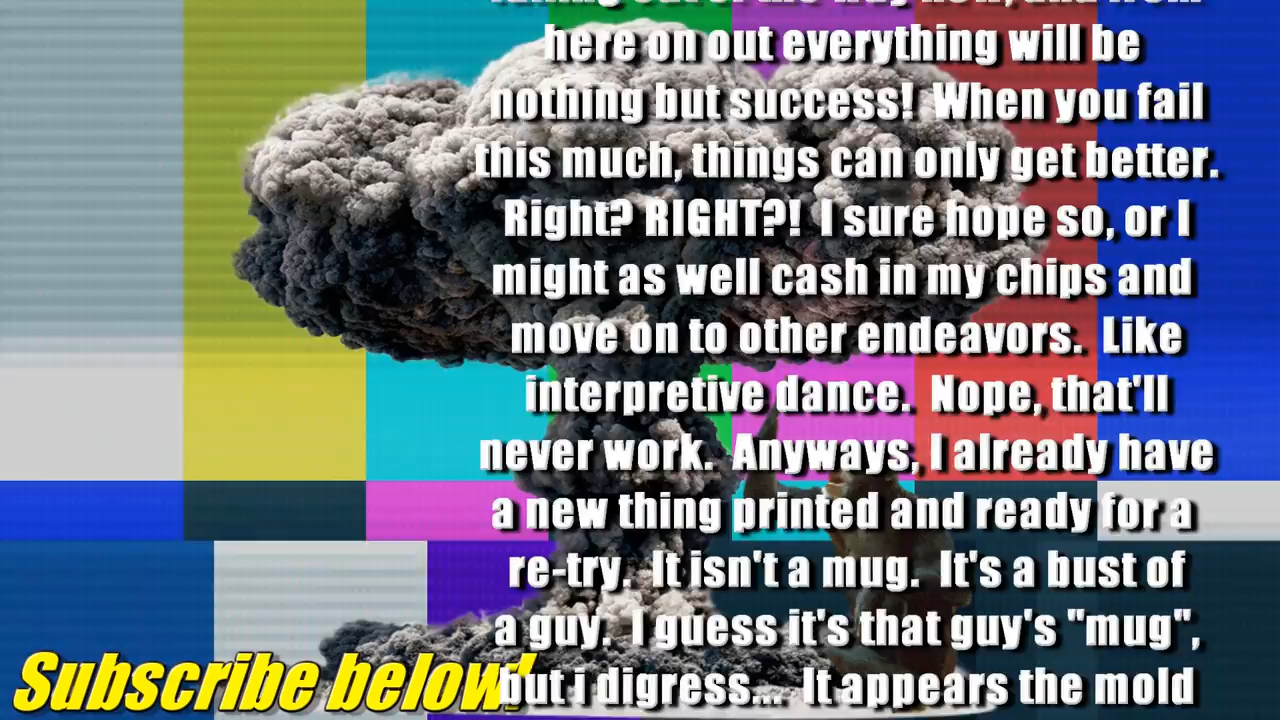 here on out everything will be
nothing but success!  When you fail
this much, things can only get better.
Right? RIGHT?!  I sure hope so, or I
might as well cash in my chips and
move on to other endeavors.  Like
interpretive dance.  Nope, that'll
never work.  Anyways, I already have
a new thing printed and ready for a
re-try.  It isn't a mug.  It's a bust of
a guy.  I guess it's that guy's "mug",
but i digress...  It appears the mold
Subscribe below!